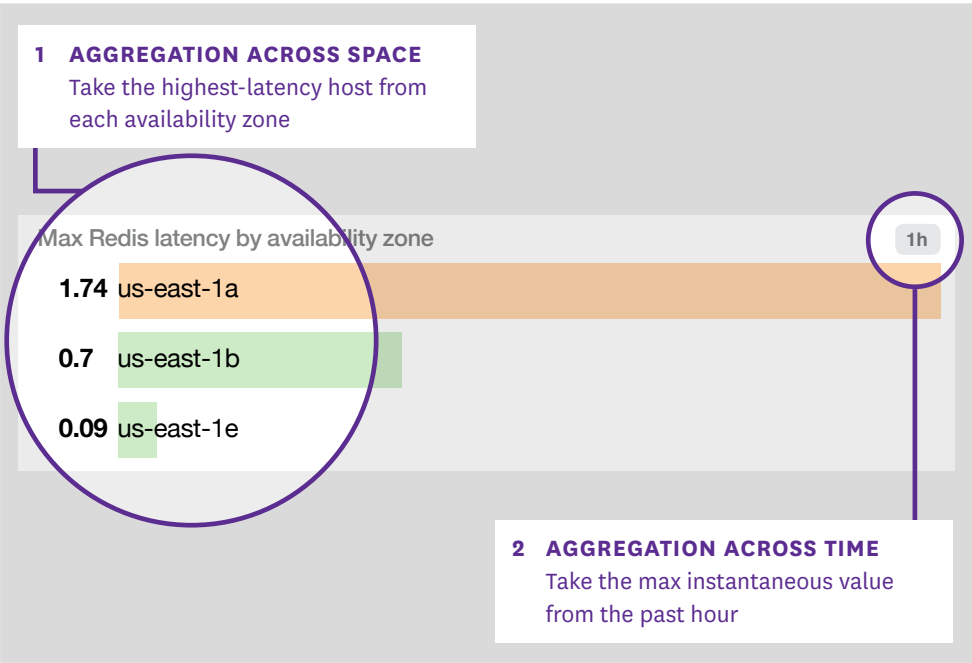 1 AGGREGATION ACROSS SPACE
Take the highest-latency host from
each availability zone
Max Redis latency by availability zone
1h
1.74 us-east-1a
0.7 us-east-1b
0.09 us-east-1e
2 AGGREGATION ACROSS TIME
Take the max instantaneous value
from the past hour